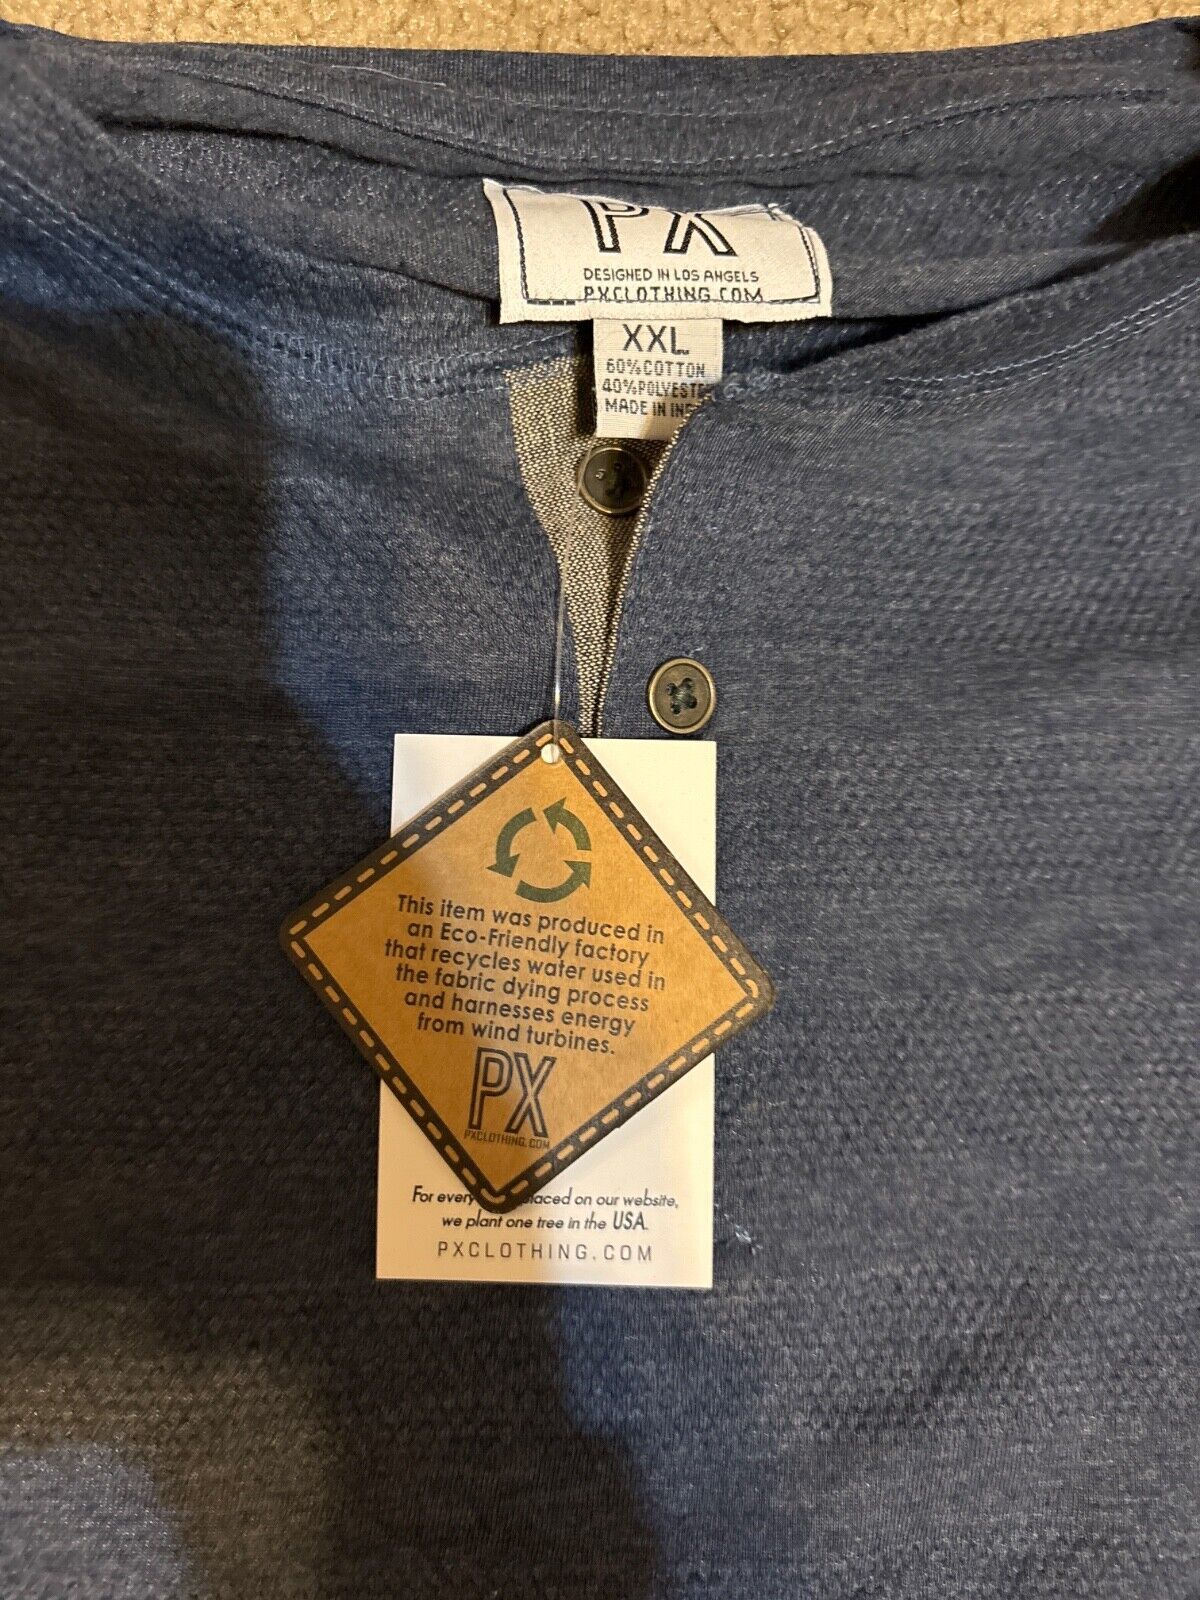 PX
DESIGNED IN LOS ANGELS
PXCLOTHING.COM
XXL
60%COTTON
40%POLYESTE
MADE IN
This item was produced in
an Eco-Friendly factory
that recycles water used in
the fabric dying process
and harnesses energy
from wind turbines.
PX
PXCLOTHING.COM
For every on our website,
we plant one tree in the USA.
PXCLOTHING.COM